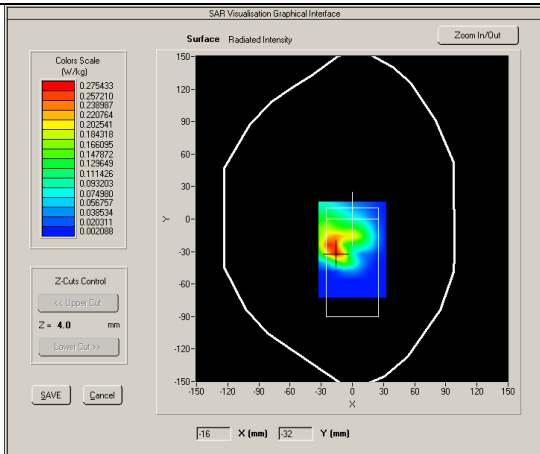 SAR Visualisation Graphical Interface
Surface Radiated Intensity
Zoom In/Out
Colors Scale
(W/kg)
0.275433
0.257210
0.238987
0.220764
0.202541
0.184318
0.166095
0.147872
0.129649
0.111426
0.093203
0.074980
0.056757
0.038534
0.020311
0.002088
Z-Cuts Control
<< Upper Cut
Z = 4.0 mm
Lower Cut >>
SAVE Cancel
150
120
90
60
30
0
-30
-60
-90
-120
-150
Y
-150 -120 -90 -60 -30 0 30 60 90 120 150
X
-16 X (mm) -32 Y (mm)